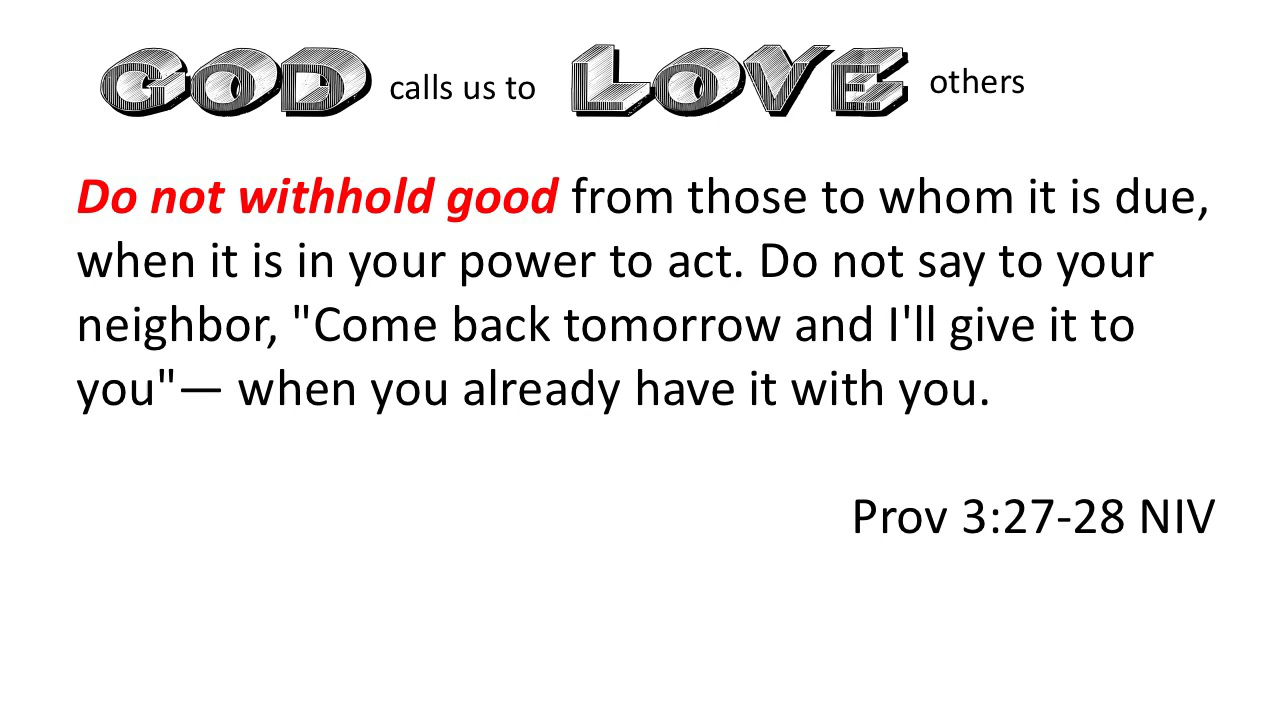 GOD calls us to LOVE others
Do not withhold good from those to whom it is due,
when it is in your power to act. Do not say to your
neighbor, "Come back tomorrow and I'll give it to
you"— when you already have it with you.
Prov 3:27-28 NIV